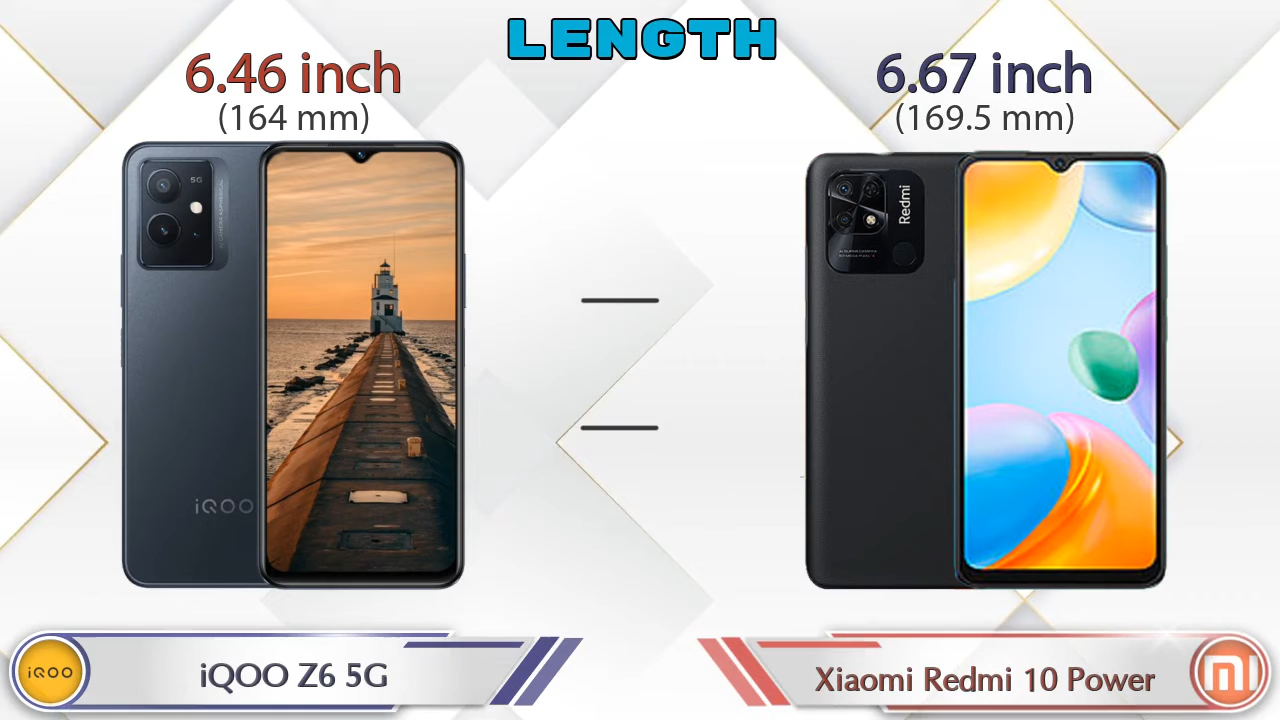 LENGTH
6.46 inch
(164 mm)
6.67 inch
(169.5 mm)
5G
iQOO
Redmi
iQOO
iQOO Z6 5G
Xiaomi Redmi 10 Power